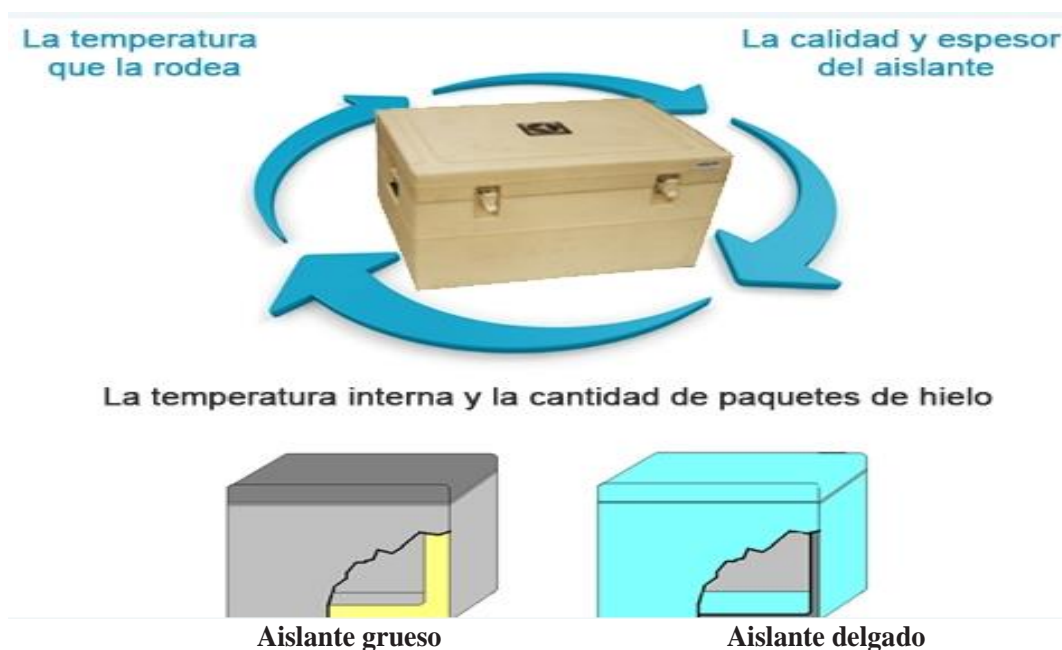 La temperatura
que la rodea
La calidad y espesor
del aislante
La temperatura interna y la cantidad de paquetes de hielo
Aislante grueso
Aislante delgado